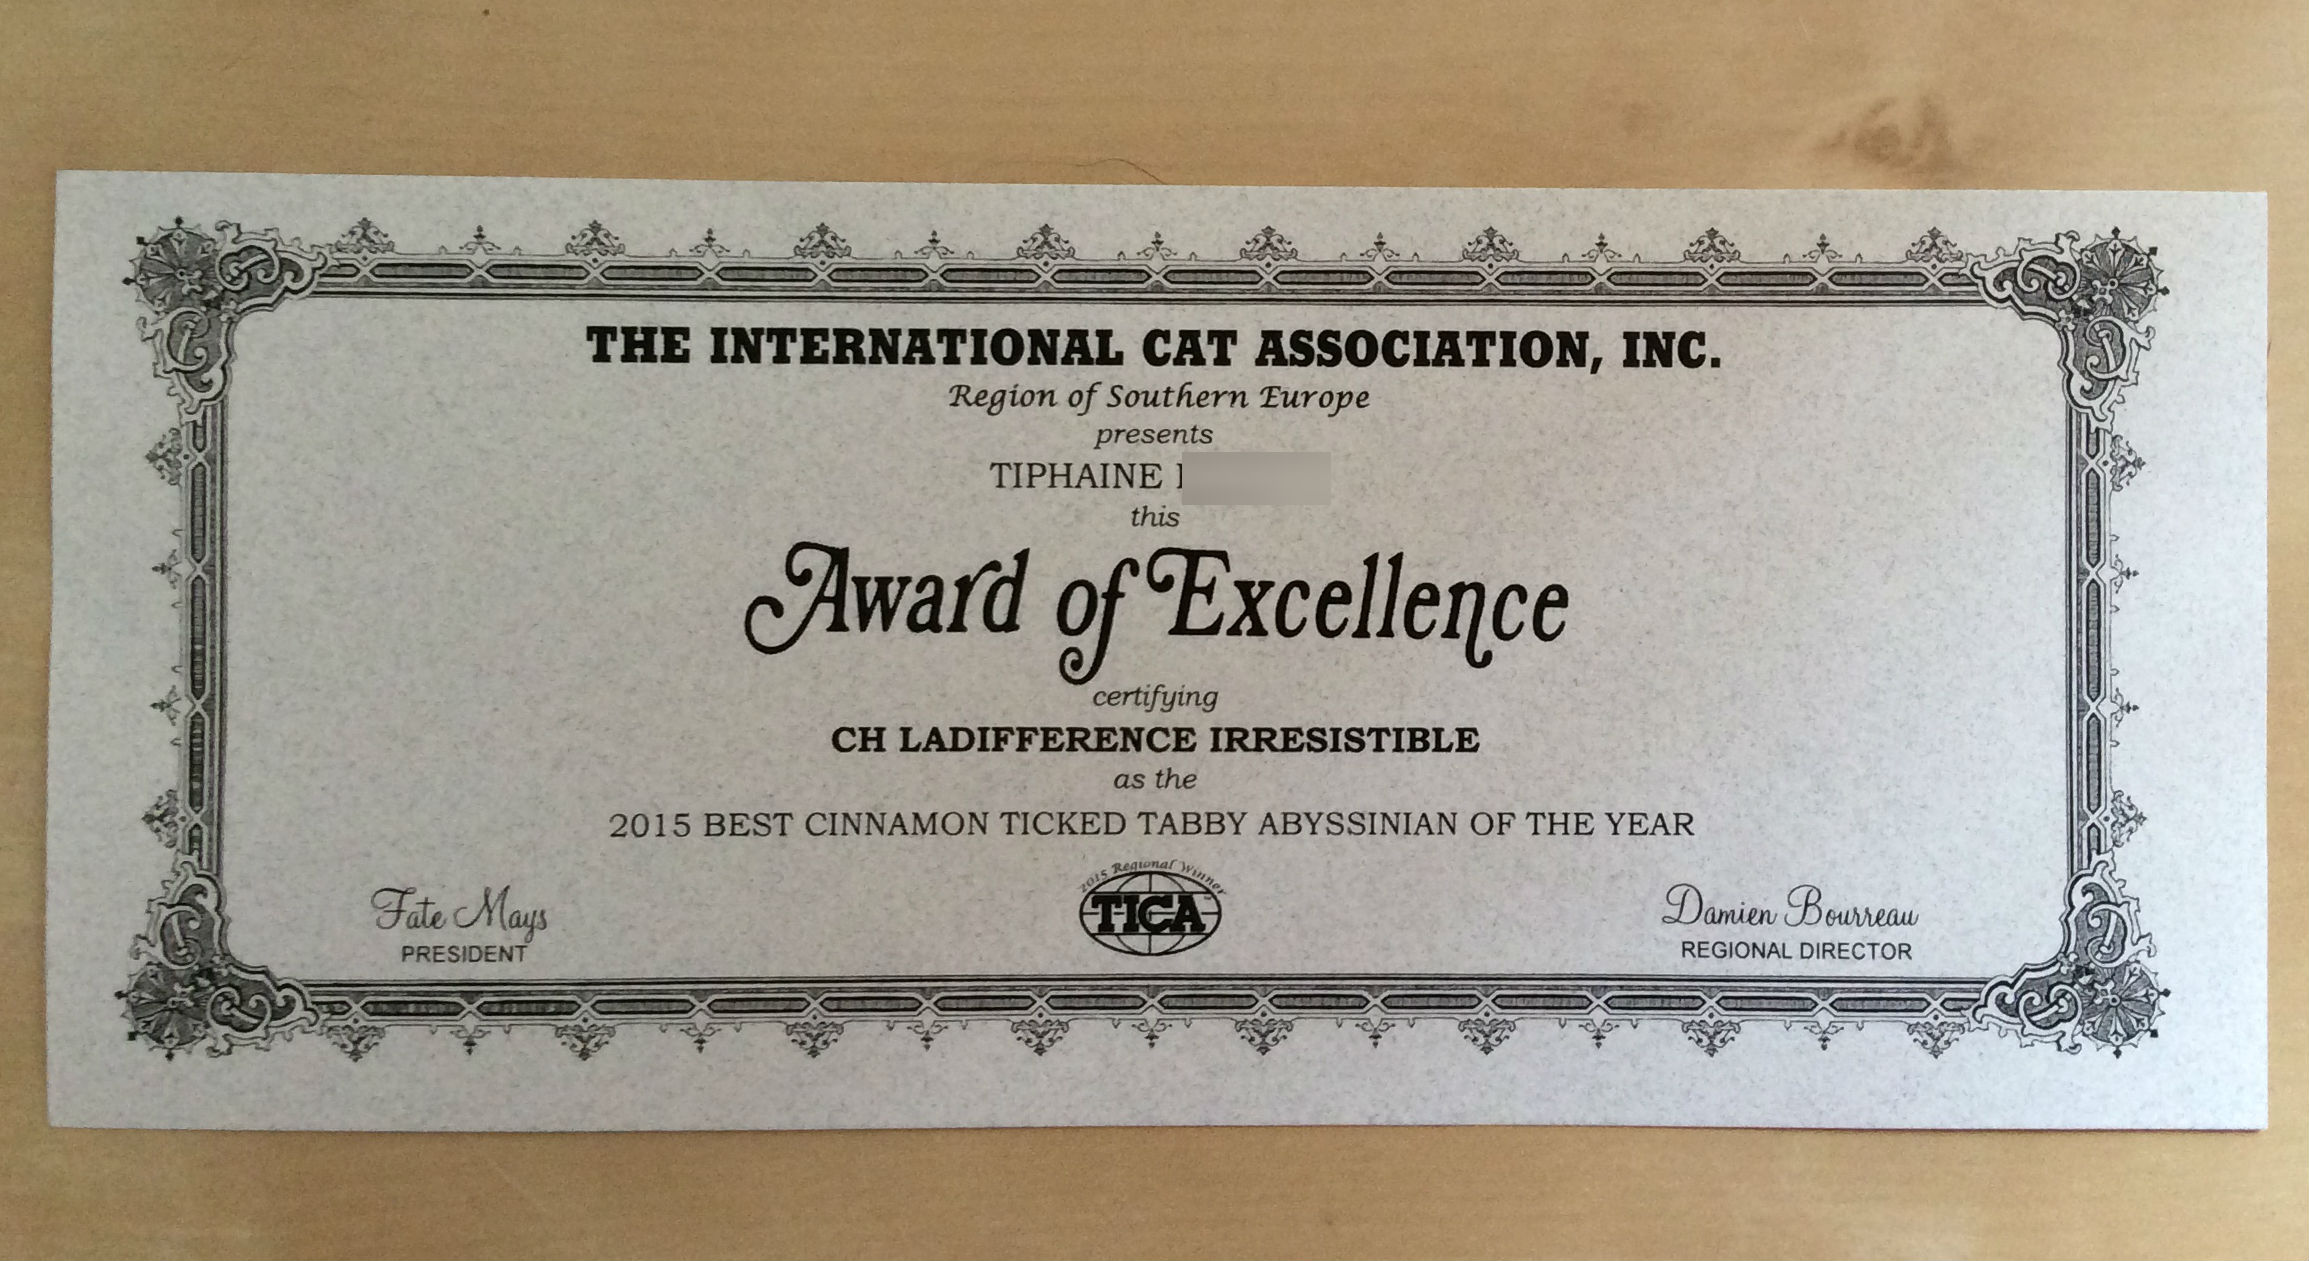 THE INTERNATIONAL CAT ASSOCIATION, INC.
Region of Southern Europe
presents
TIPHAINE
this
Award of Excellence
certifying
CH LADIFFERENCE IRRESISTIBLE
as the
2015 BEST CINNAMON TICKED TABBY ABYSSINIAN OF THE YEAR
2015 Regional Winner
TICA
Fate Mays
PRESIDENT
Damien Bourreau
REGIONAL DIRECTOR